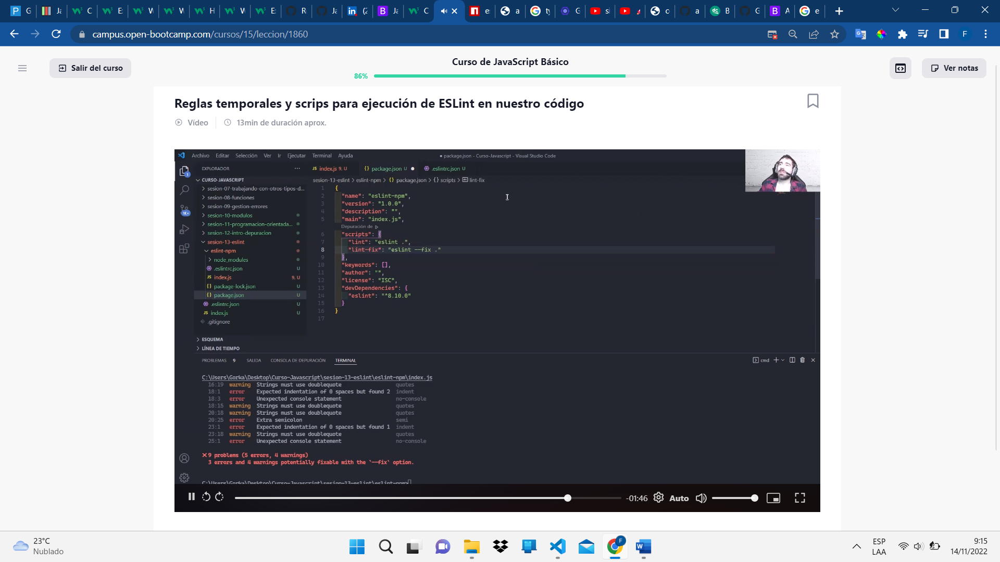 G
Ja
C
E
W
W
H
W
E
R
Ja
(2
Ja
C
e
a
ty
G
si
c
a
B
G
A
e
campus.open-bootcamp.com/cursos/15/leccion/1860
F
Salir del curso
Curso de JavaScript Básico
86%
Ver notas
Reglas temporales y scrips para ejecución de ESLint en nuestro código
Vídeo
13min de duración aprox.
Archivo Editar Selección Ver Ir Ejecutar Terminal Ayuda
● package.json - Curso-Javascript - Visual Studio Code
EXPLORADOR
JS index.js 9, U
{} package.json U ●
.eslintrc.json U
CURSO-JAVASCRIPT
sesion-13-eslint > eslint-npm > {} package.json > {} scripts > lint-fix
sesion-07-trabajando-con-otros-tipos-d...
sesion-08-funciones
sesion-09-gestion-errores
sesion-10-modulos
sesion-11-programacion-orientada...
sesion-12-intro-depuracion
sesion-13-eslint
eslint-npm
node_modules
.eslintrc.json U
JS index.js 9, U
{} package-lock.json U
{} package.json U
.eslintrc.json U
JS index.js U
.gitignore
ESQUEMA
LÍNEA DE TIEMPO
1K+
1
1 {
2 "name": "eslint-npm",
3 "version": "1.0.0",
4 "description": "",
5 "main": "index.js",
Depuración de
6 "scripts": {
7 "lint": "eslint .",
8 "lint-fix": "eslint --fix ."
9 },
10 "keywords": [],
11 "author": "",
12 "license": "ISC",
13 "devDependencies": {
14 "eslint": "^8.10.0"
15 }
16 }
17
PROBLEMAS 9 SALIDA CONSOLA DE DEPURACIÓN TERMINAL
cmd
C:\Users\Gorka\Desktop\Curso-Javascript\sesion-13-eslint\eslint-npm\index.js
16:19 warning Strings must use doublequote quotes
18:1 error Expected indentation of 0 spaces but found 2 indent
18:3 error Unexpected console statement no-console
18:15 warning Strings must use doublequote quotes
20:18 warning Strings must use doublequote quotes
20:25 error Extra semicolon semi
23:1 error Expected indentation of 0 spaces but found 1 indent
23:18 warning Strings must use doublequote quotes
25:1 error Unexpected console statement no-console
9 problems (5 errors, 4 warnings)
3 errors and 4 warnings potentially fixable with the `--fix` option.
C:\Users\Gorka\Desktop\Curso-Javascript\sesion-13-eslint\eslint-npm>
-01:46 Auto
23°C
Nublado
ESP
LAA
9:15
14/11/2022